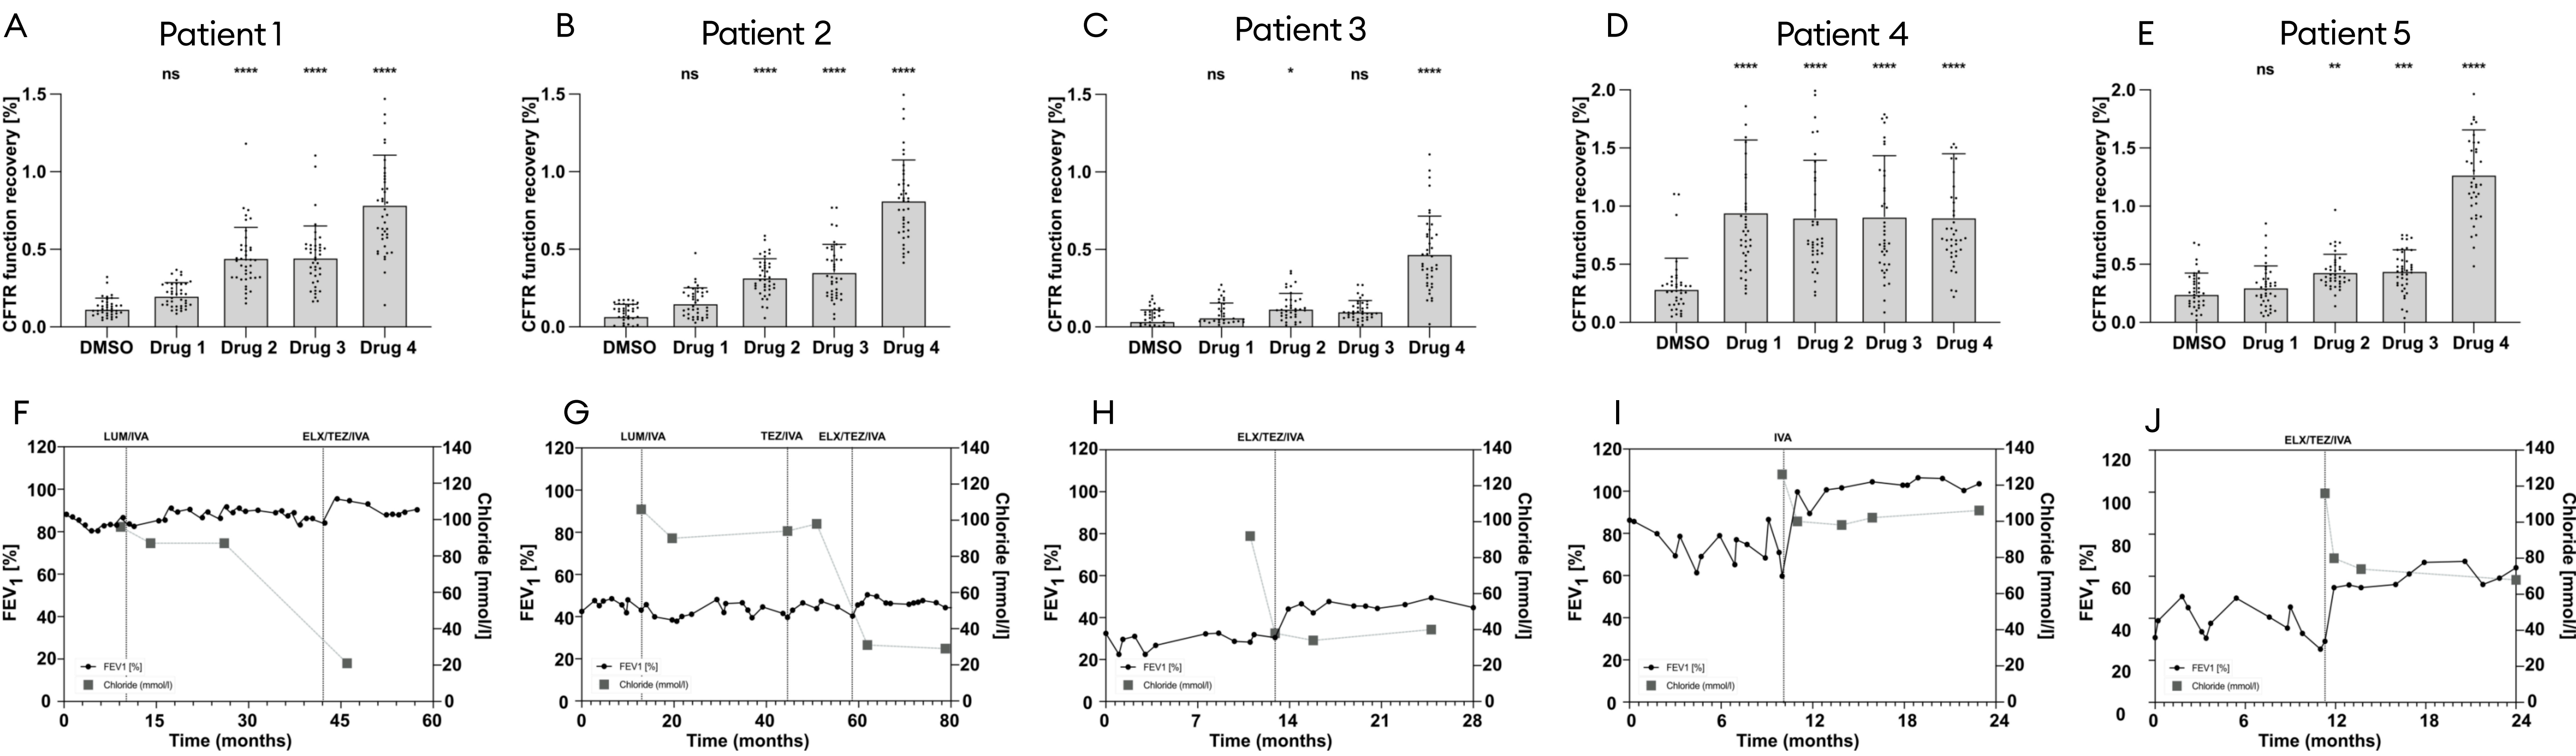 A
Patient 1
ns
****
****
****
CFTR function recovery [%]
1.5
1.0
0.5
0.0
DMSO Drug 1 Drug 2 Drug 3 Drug 4
B
Patient 2
ns
****
****
****
CFTR function recovery [%]
1.5
1.0
0.5
0.0
DMSO Drug 1 Drug 2 Drug 3 Drug 4
C
Patient 3
ns
*
ns
****
CFTR function recovery [%]
1.5
1.0
0.5
0.0
DMSO Drug 1 Drug 2 Drug 3 Drug 4
D
Patient 4
****
****
****
****
CFTR function recovery [%]
2.0
1.5
1.0
0.5
0.0
DMSO Drug 1 Drug 2 Drug 3 Drug 4
E
Patient 5
ns
**
***
****
CFTR function recovery [%]
2.0
1.5
1.0
0.5
0.0
DMSO Drug 1 Drug 2 Drug 3 Drug 4
F
LUM/IVA
ELX/TEZ/IVA
FEV1 [%]
120
100
80
60
40
20
0
140
120
100
80
60
40
20
0
Chloride [mmol/l]
FEV1 [%]
Chloride (mmol/l)
0 15 30 45 60
Time (months)
G
LUM/IVA
TEZ/IVA
ELX/TEZ/IVA
FEV1 [%]
120
100
80
60
40
20
0
140
120
100
80
60
40
20
0
Chloride [mmol/l]
FEV1 [%]
Chloride (mmol/l)
0 20 40 60 80
Time (months)
H
ELX/TEZ/IVA
FEV1 [%]
120
100
80
60
40
20
0
140
120
100
80
60
40
20
0
Chloride [mmol/l]
FEV1 [%]
Chloride (mmol/l)
0 7 14 21 28
Time (months)
I
IVA
FEV1 [%]
120
100
80
60
40
20
0
140
120
100
80
60
40
20
0
Chloride [mmol/l]
FEV1 [%]
Chloride (mmol/l)
0 6 12 18 24
Time (months)
J
ELX/TEZ/IVA
FEV1 [%]
120
100
80
60
40
20
0
140
120
100
80
60
40
20
0
Chloride [mmol/l]
FEV1 [%]
Chloride (mmol/l)
0 6 12 18 24
Time (months)